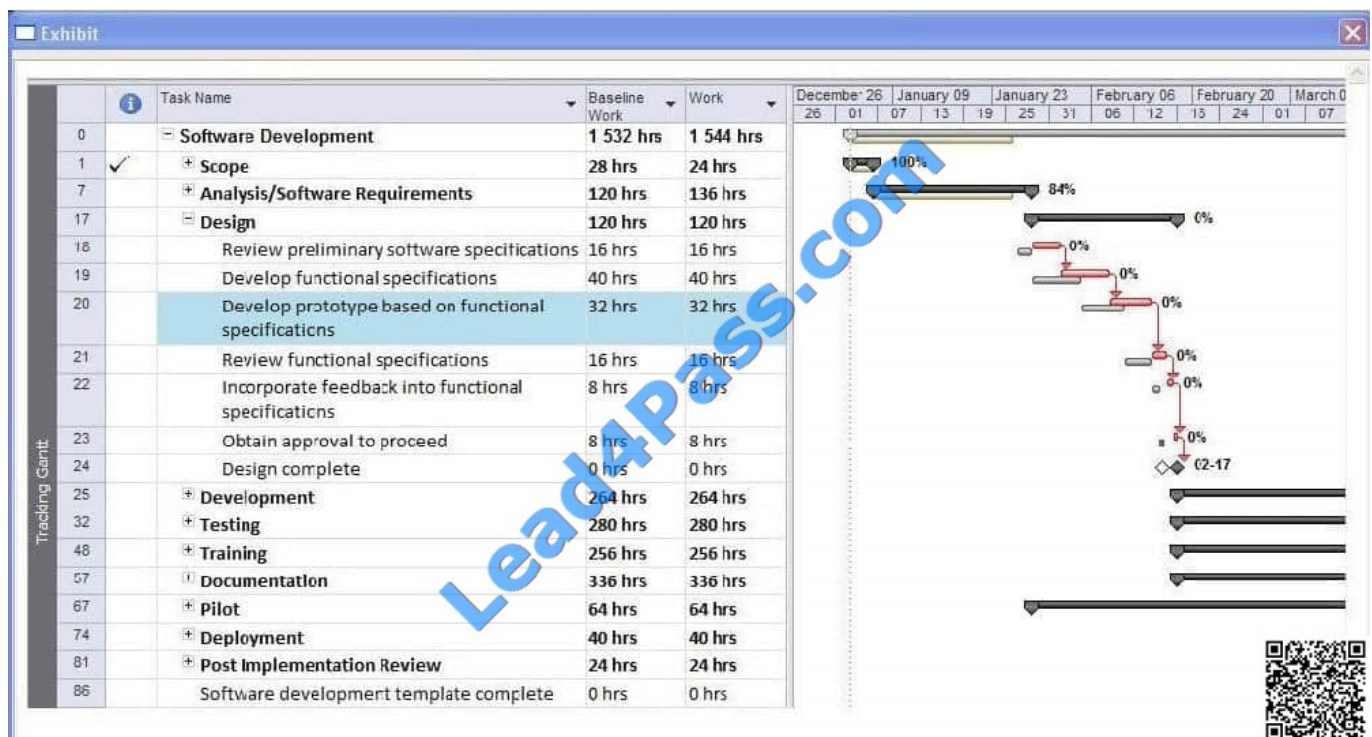 Exhibit
Task Name Baseline Work Work December 26 January 09 January 23 February 06 February 20 March 0
26 01 07 13 19 25 31 06 12 18 24 01 07
0 Software Development 1 532 hrs 1 544 hrs
1 Scope 28 hrs 24 hrs 100%
7 Analysis/Software Requirements 120 hrs 136 hrs 84%
17 Design 120 hrs 120 hrs 0%
18 Review preliminary software specifications 16 hrs 16 hrs 0%
19 Develop functional specifications 40 hrs 40 hrs 0%
20 Develop prototype based on functional specifications 32 hrs 32 hrs 0%
21 Review functional specifications 16 hrs 16 hrs 0%
22 Incorporate feedback into functional specifications 8 hrs 8 hrs 0%
23 Obtain approval to proceed 8 hrs 8 hrs 0%
24 Design complete 0 hrs 0 hrs 02-17
25 Development 264 hrs 264 hrs
32 Testing 280 hrs 280 hrs
48 Training 256 hrs 256 hrs
57 Documentation 336 hrs 336 hrs
67 Pilot 64 hrs 64 hrs
74 Deployment 40 hrs 40 hrs
81 Post Implementation Review 24 hrs 24 hrs
86 Software development template complete 0 hrs 0 hrs
Tracking Gantt
Lead4Pass.com